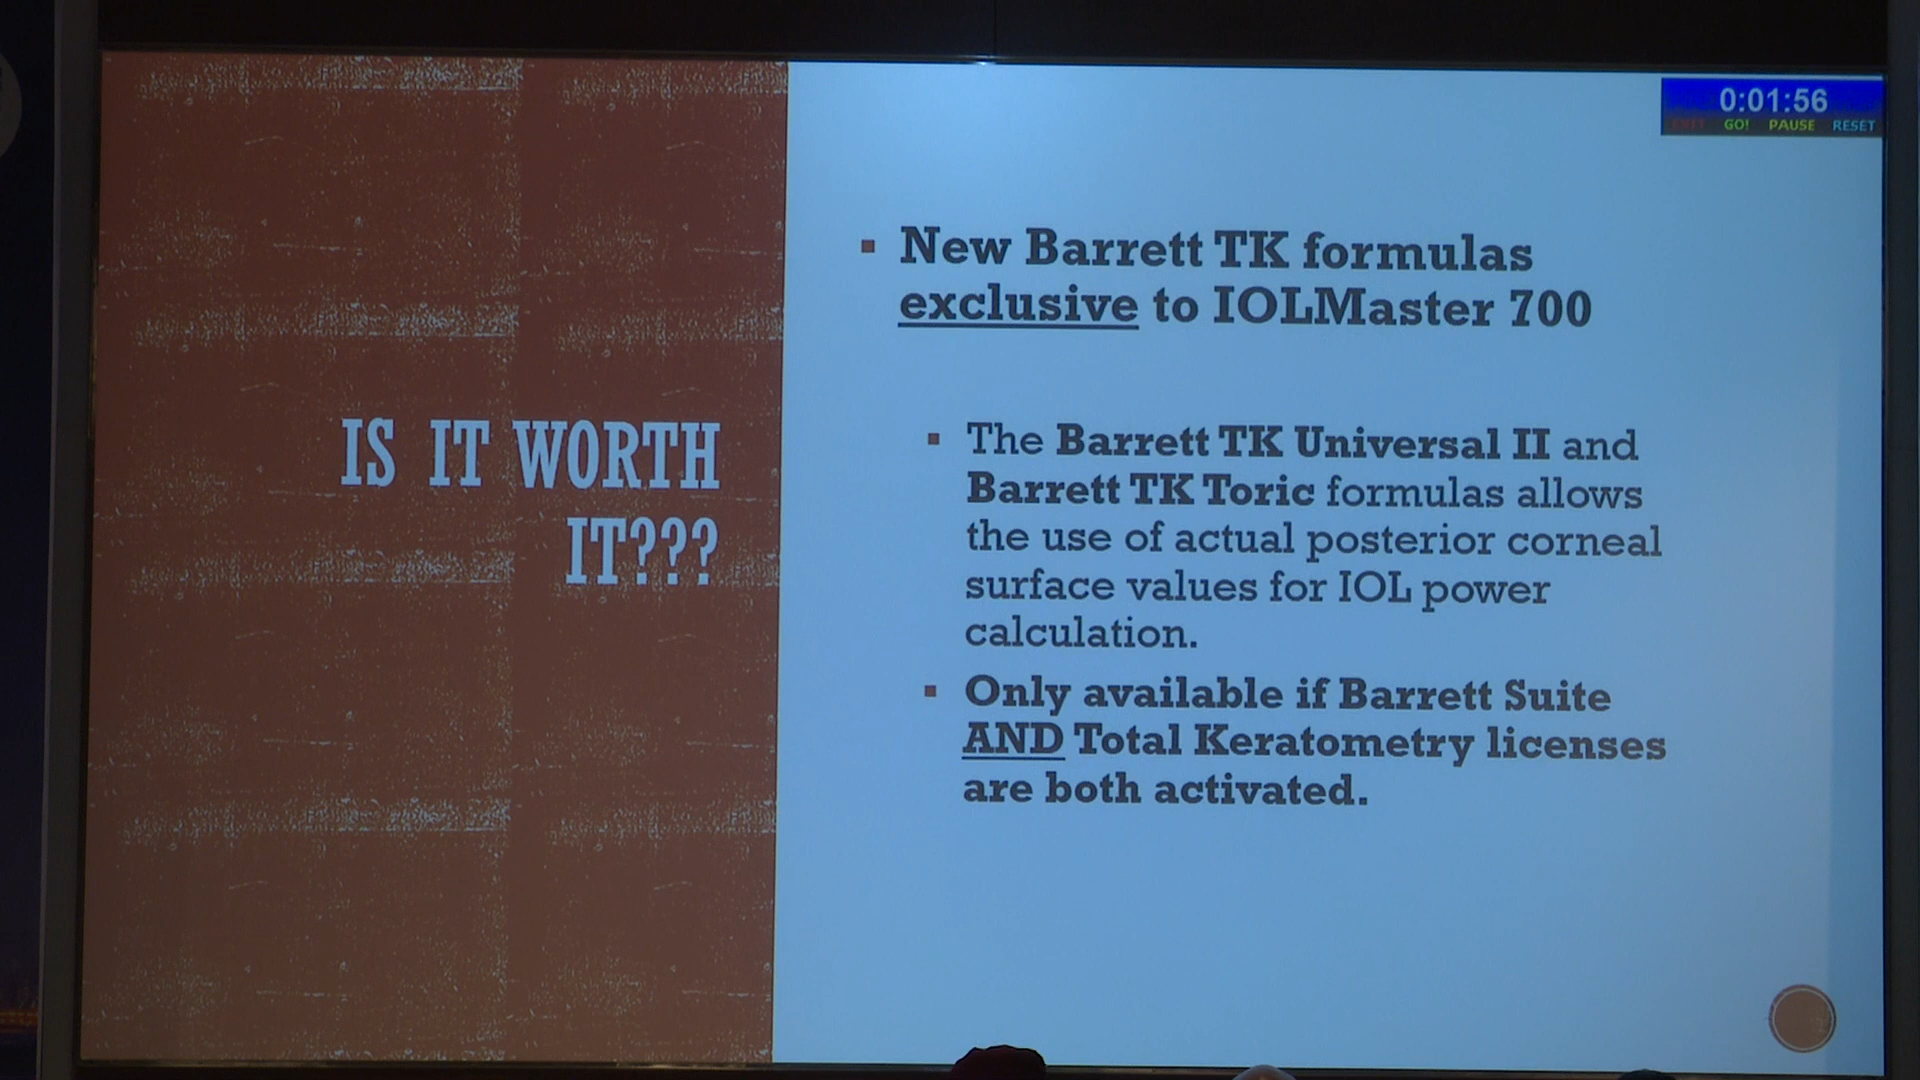 0:01:56
EXIT GO! PAUSE RESET
IS IT WORTH
IT???
▪ New Barrett TK formulas
exclusive to IOLMaster 700
▪ The Barrett TK Universal II and
Barrett TK Toric formulas allows
the use of actual posterior corneal
surface values for IOL power
calculation.
▪ Only available if Barrett Suite
AND Total Keratometry licenses
are both activated.